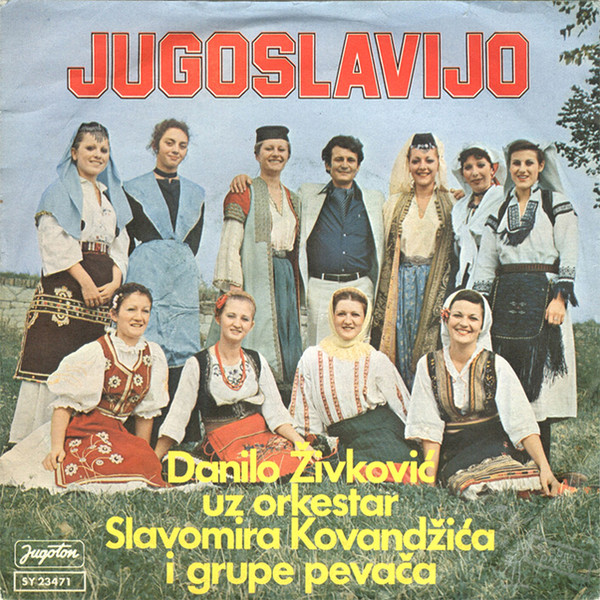 JUGOSLAVIJO
Danilo Živković
uz orkestar
Slavomira Kovandžića
i grupe pevača
Jugoton
SY 23471